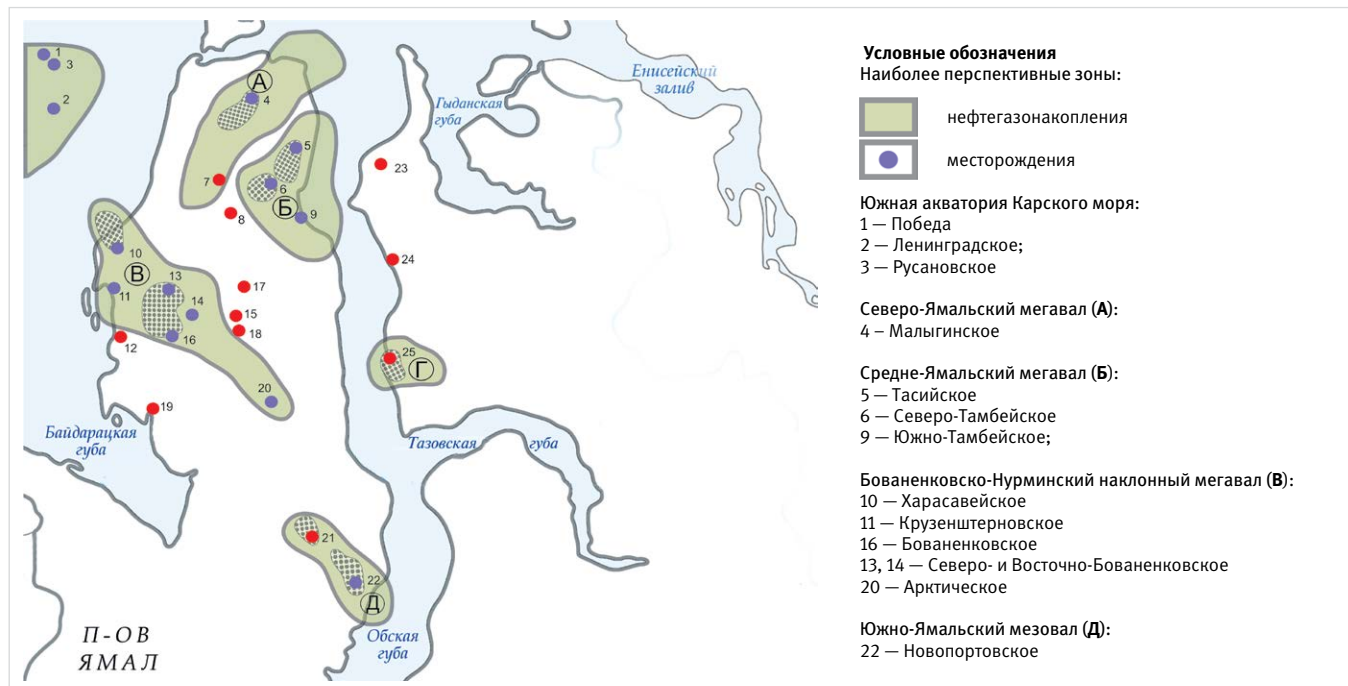 1
3
2
А
4
Енисейский
залив
Гыданская
губа
5
6
7
Б
8
9
23
24
10
В
13
11
14
17
15
16
18
12
25
Г
20
19
Байдарацкая
губа
Тазовская губа
21
22
Д
Обская
губа
П-ОВ
ЯМАЛ
Условные обозначения
Наиболее перспективные зоны:
нефтегазонакопления
месторождения
Южная акватория Карского моря:
1 — Победа
2 — Ленинградское;
3 — Русановское
Северо-Ямальский мегавал (А):
4 – Малыгинское
Средне-Ямальский мегавал (Б):
5 — Тасийское
6 — Северо-Тамбейское
9 — Южно-Тамбейское;
Бованенковско-Нурминский наклонный мегавал (В):
10 — Харасавейское
11 — Крузенштерновское
16 — Бованенковское
13, 14 — Северо- и Восточно-Бованенковское
20 — Арктическое
Южно-Ямальский мезовал (Д):
22 — Новопортовское